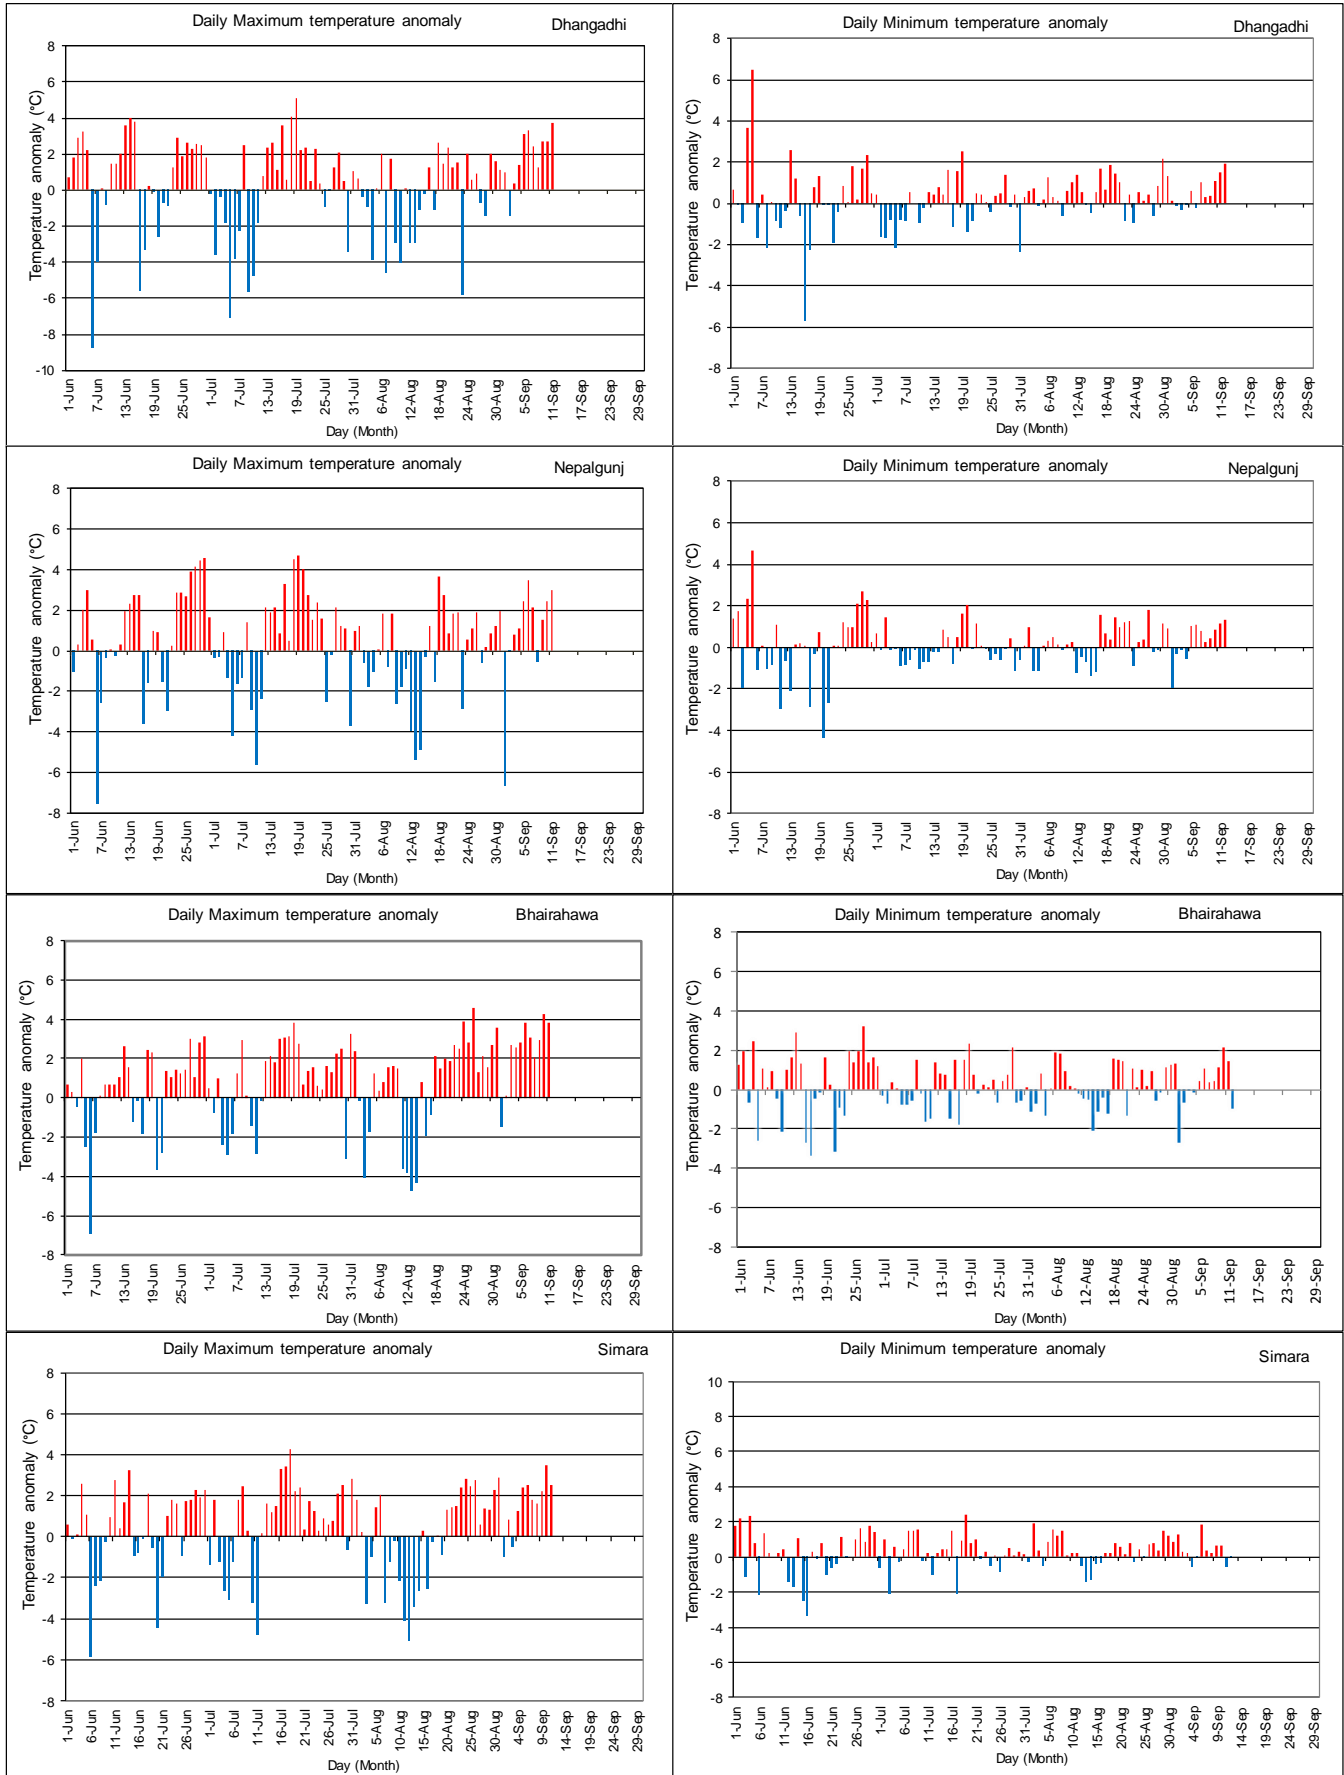 Daily Maximum temperature anomaly
Dhangadhi
Temperature anomaly (°C)
8
6
4
2
0
-2
-4
-6
-8
-10
1-Jun
7-Jun
13-Jun
19-Jun
25-Jun
1-Jul
7-Jul
13-Jul
19-Jul
25-Jul
31-Jul
6-Aug
12-Aug
18-Aug
24-Aug
30-Aug
5-Sep
11-Sep
17-Sep
23-Sep
29-Sep
Day (Month)
Daily Minimum temperature anomaly
Dhangadhi
Temperature anomaly (°C)
8
6
4
2
0
-2
-4
-6
-8
1-Jun
7-Jun
13-Jun
19-Jun
25-Jun
1-Jul
7-Jul
13-Jul
19-Jul
25-Jul
31-Jul
6-Aug
12-Aug
18-Aug
24-Aug
30-Aug
5-Sep
11-Sep
17-Sep
23-Sep
29-Sep
Day (Month)
Daily Maximum temperature anomaly
Nepalgunj
Temperature anomaly (°C)
8
6
4
2
0
-2
-4
-6
-8
1-Jun
7-Jun
13-Jun
19-Jun
25-Jun
1-Jul
7-Jul
13-Jul
19-Jul
25-Jul
31-Jul
6-Aug
12-Aug
18-Aug
24-Aug
30-Aug
5-Sep
11-Sep
17-Sep
23-Sep
29-Sep
Day (Month)
Daily Minimum temperature anomaly
Nepalgunj
Temperature anomaly (°C)
8
6
4
2
0
-2
-4
-6
-8
1-Jun
7-Jun
13-Jun
19-Jun
25-Jun
1-Jul
7-Jul
13-Jul
19-Jul
25-Jul
31-Jul
6-Aug
12-Aug
18-Aug
24-Aug
30-Aug
5-Sep
11-Sep
17-Sep
23-Sep
29-Sep
Day (Month)
Daily Maximum temperature anomaly
Bhairahawa
Temperature anomaly (°C)
8
6
4
2
0
-2
-4
-6
-8
1-Jun
7-Jun
13-Jun
19-Jun
25-Jun
1-Jul
7-Jul
13-Jul
19-Jul
25-Jul
31-Jul
6-Aug
12-Aug
18-Aug
24-Aug
30-Aug
5-Sep
11-Sep
17-Sep
23-Sep
29-Sep
Day (Month)
Daily Minimum temperature anomaly
Bhairahawa
Temperature anomaly (°C)
8
6
4
2
0
-2
-4
-6
-8
1-Jun
7-Jun
13-Jun
19-Jun
25-Jun
1-Jul
7-Jul
13-Jul
19-Jul
25-Jul
31-Jul
6-Aug
12-Aug
18-Aug
24-Aug
30-Aug
5-Sep
11-Sep
17-Sep
23-Sep
29-Sep
Day (Month)
Daily Maximum temperature anomaly
Simara
Temperature anomaly (°C)
8
6
4
2
0
-2
-4
-6
-8
1-Jun
6-Jun
11-Jun
16-Jun
21-Jun
26-Jun
1-Jul
6-Jul
11-Jul
16-Jul
21-Jul
26-Jul
31-Jul
5-Aug
10-Aug
15-Aug
20-Aug
25-Aug
30-Aug
4-Sep
9-Sep
14-Sep
19-Sep
24-Sep
29-Sep
Day (Month)
Daily Minimum temperature anomaly
Simara
Temperature anomaly (°C)
10
8
6
4
2
0
-2
-4
-6
-8
1-Jun
6-Jun
11-Jun
16-Jun
21-Jun
26-Jun
1-Jul
6-Jul
11-Jul
16-Jul
21-Jul
26-Jul
31-Jul
5-Aug
10-Aug
15-Aug
20-Aug
25-Aug
30-Aug
4-Sep
9-Sep
14-Sep
19-Sep
24-Sep
29-Sep
Day (Month)